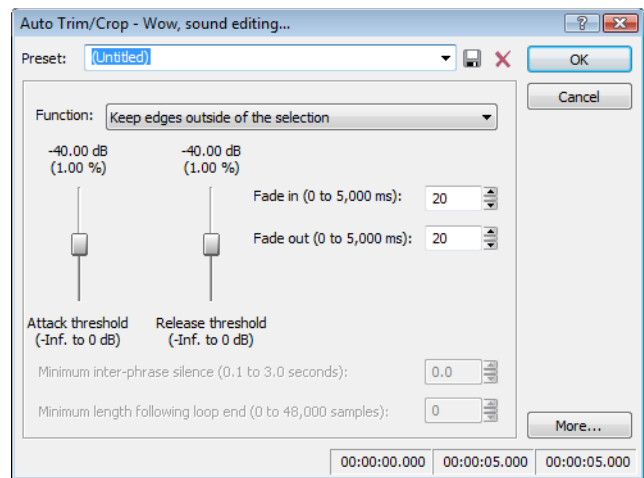 Auto Trim/Crop - Wow, sound editing...
Preset: (Untitled)
OK
Cancel
Function: Keep edges outside of the selection
-40.00 dB -40.00 dB
(1.00 %) (1.00 %)
Fade in (0 to 5,000 ms): 20
Fade out (0 to 5,000 ms): 20
Attack threshold Release threshold
(-Inf. to 0 dB) (-Inf. to 0 dB)
Minimum inter-phrase silence (0.1 to 3.0 seconds): 0.0
Minimum length following loop end (0 to 48,000 samples): 0
More...
00:00:00.000 00:00:05.000 00:00:05.000